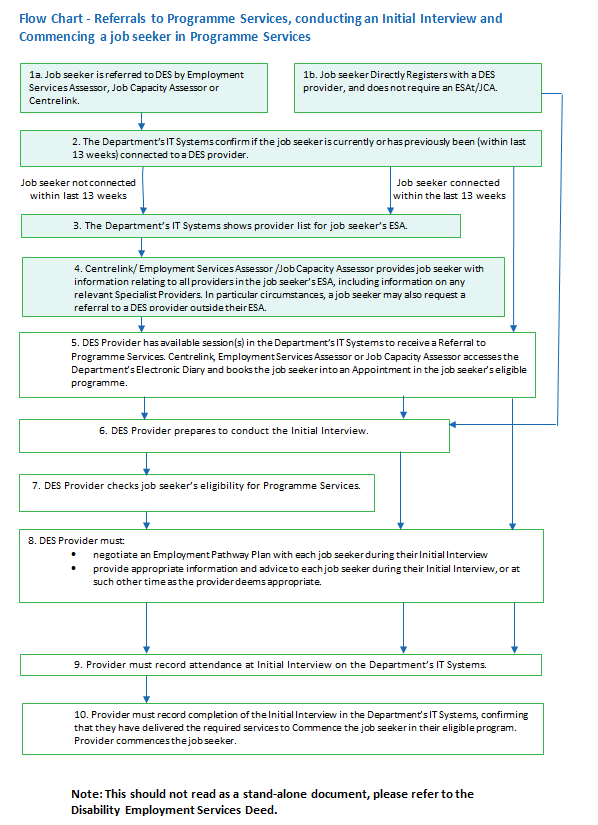 Flow Chart - Referrals to Programme Services, conducting an Initial Interview and
Commencing a job seeker in Programme Services
1a. Job seeker is referred to DES by Employment
Services Assessor, Job Capacity Assessor or
Centrelink.
1b. Job seeker Directly Registers with a DES
provider, and does not require an ESAt/JCA.
2. The Department's IT Systems confirm if the job seeker is currently or has previously been (within last
13 weeks) connected to a DES provider.
Job seeker not connected
within last 13 weeks
Job seeker connected
within the last 13 weeks
3. The Department's IT Systems shows provider list for job seeker's ESA.
4. Centrelink/ Employment Services Assessor /Job Capacity Assessor provides job seeker with
information relating to all providers in the job seeker's ESA, including information on any
relevant Specialist Providers. In particular circumstances, a job seeker may also request a
referral to a DES provider outside their ESA.
5. DES Provider has available session(s) in the Department's IT Systems to receive a Referral to
Programme Services. Centrelink, Employment Services Assessor or Job Capacity Assessor accesses the
Department's Electronic Diary and books the job seeker into an Appointment in the job seeker's eligible
programme.
6. DES Provider prepares to conduct the Initial Interview.
7. DES Provider checks job seeker's eligibility for Programme Services.
8. DES Provider must:
• negotiate an Employment Pathway Plan with each job seeker during their Initial Interview
• provide appropriate information and advice to each job seeker during their Initial Interview, or at
such other time as the provider deems appropriate.
9. Provider must record attendance at Initial Interview on the Department's IT Systems.
10. Provider must record completion of the Initial Interview in the Department's IT Systems, confirming
that they have delivered the required services to Commence the job seeker in their eligible program.
Provider commences the job seeker.
Note: This should not read as a stand-alone document, please refer to the
Disability Employment Services Deed.